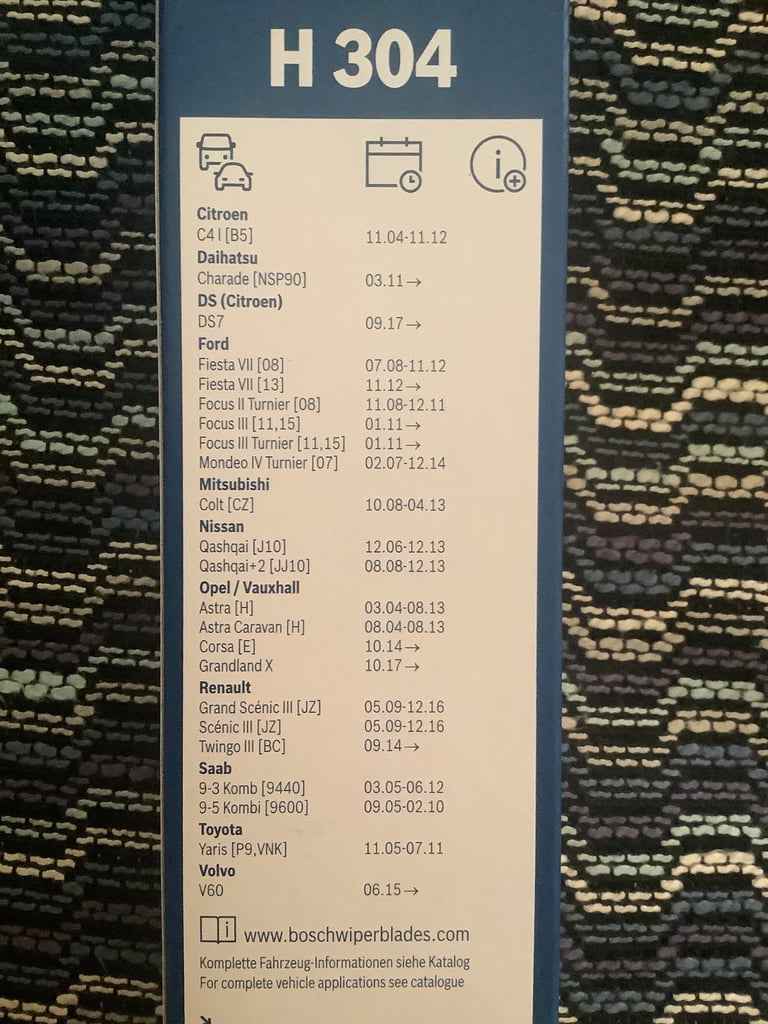 H 304
Citroen
C4 I [B5] 11.04-11.12
Daihatsu
Charade [NSP90] 03.11→
DS (Citroen)
DS7 09.17→
Ford
Fiesta VII [08] 07.08-11.12
Fiesta VII [13] 11.12→
Focus II Turnier [08] 11.08-12.11
Focus III [11,15] 01.11→
Focus III Turnier [11,15] 01.11→
Mondeo IV Turnier [07] 02.07-12.14
Mitsubishi
Colt [CZ] 10.08-04.13
Nissan
Qashqai [J10] 12.06-12.13
Qashqai+2 [JJ10] 08.08-12.13
Opel / Vauxhall
Astra [H] 03.04-08.13
Astra Caravan [H] 08.04-08.13
Corsa [E] 10.14→
Grandland X 10.17→
Renault
Grand Scénic III [JZ] 05.09-12.16
Scénic III [JZ] 05.09-12.16
Twingo III [BC] 09.14→
Saab
9-3 Komb [9440] 03.05-06.12
9-5 Kombi [9600] 09.05-02.10
Toyota
Yaris [P9,VNK] 11.05-07.11
Volvo
V60 06.15→
www.boschwiperblades.com
Komplette Fahrzeug-Informationen siehe Katalog
For complete vehicle applications see catalogue